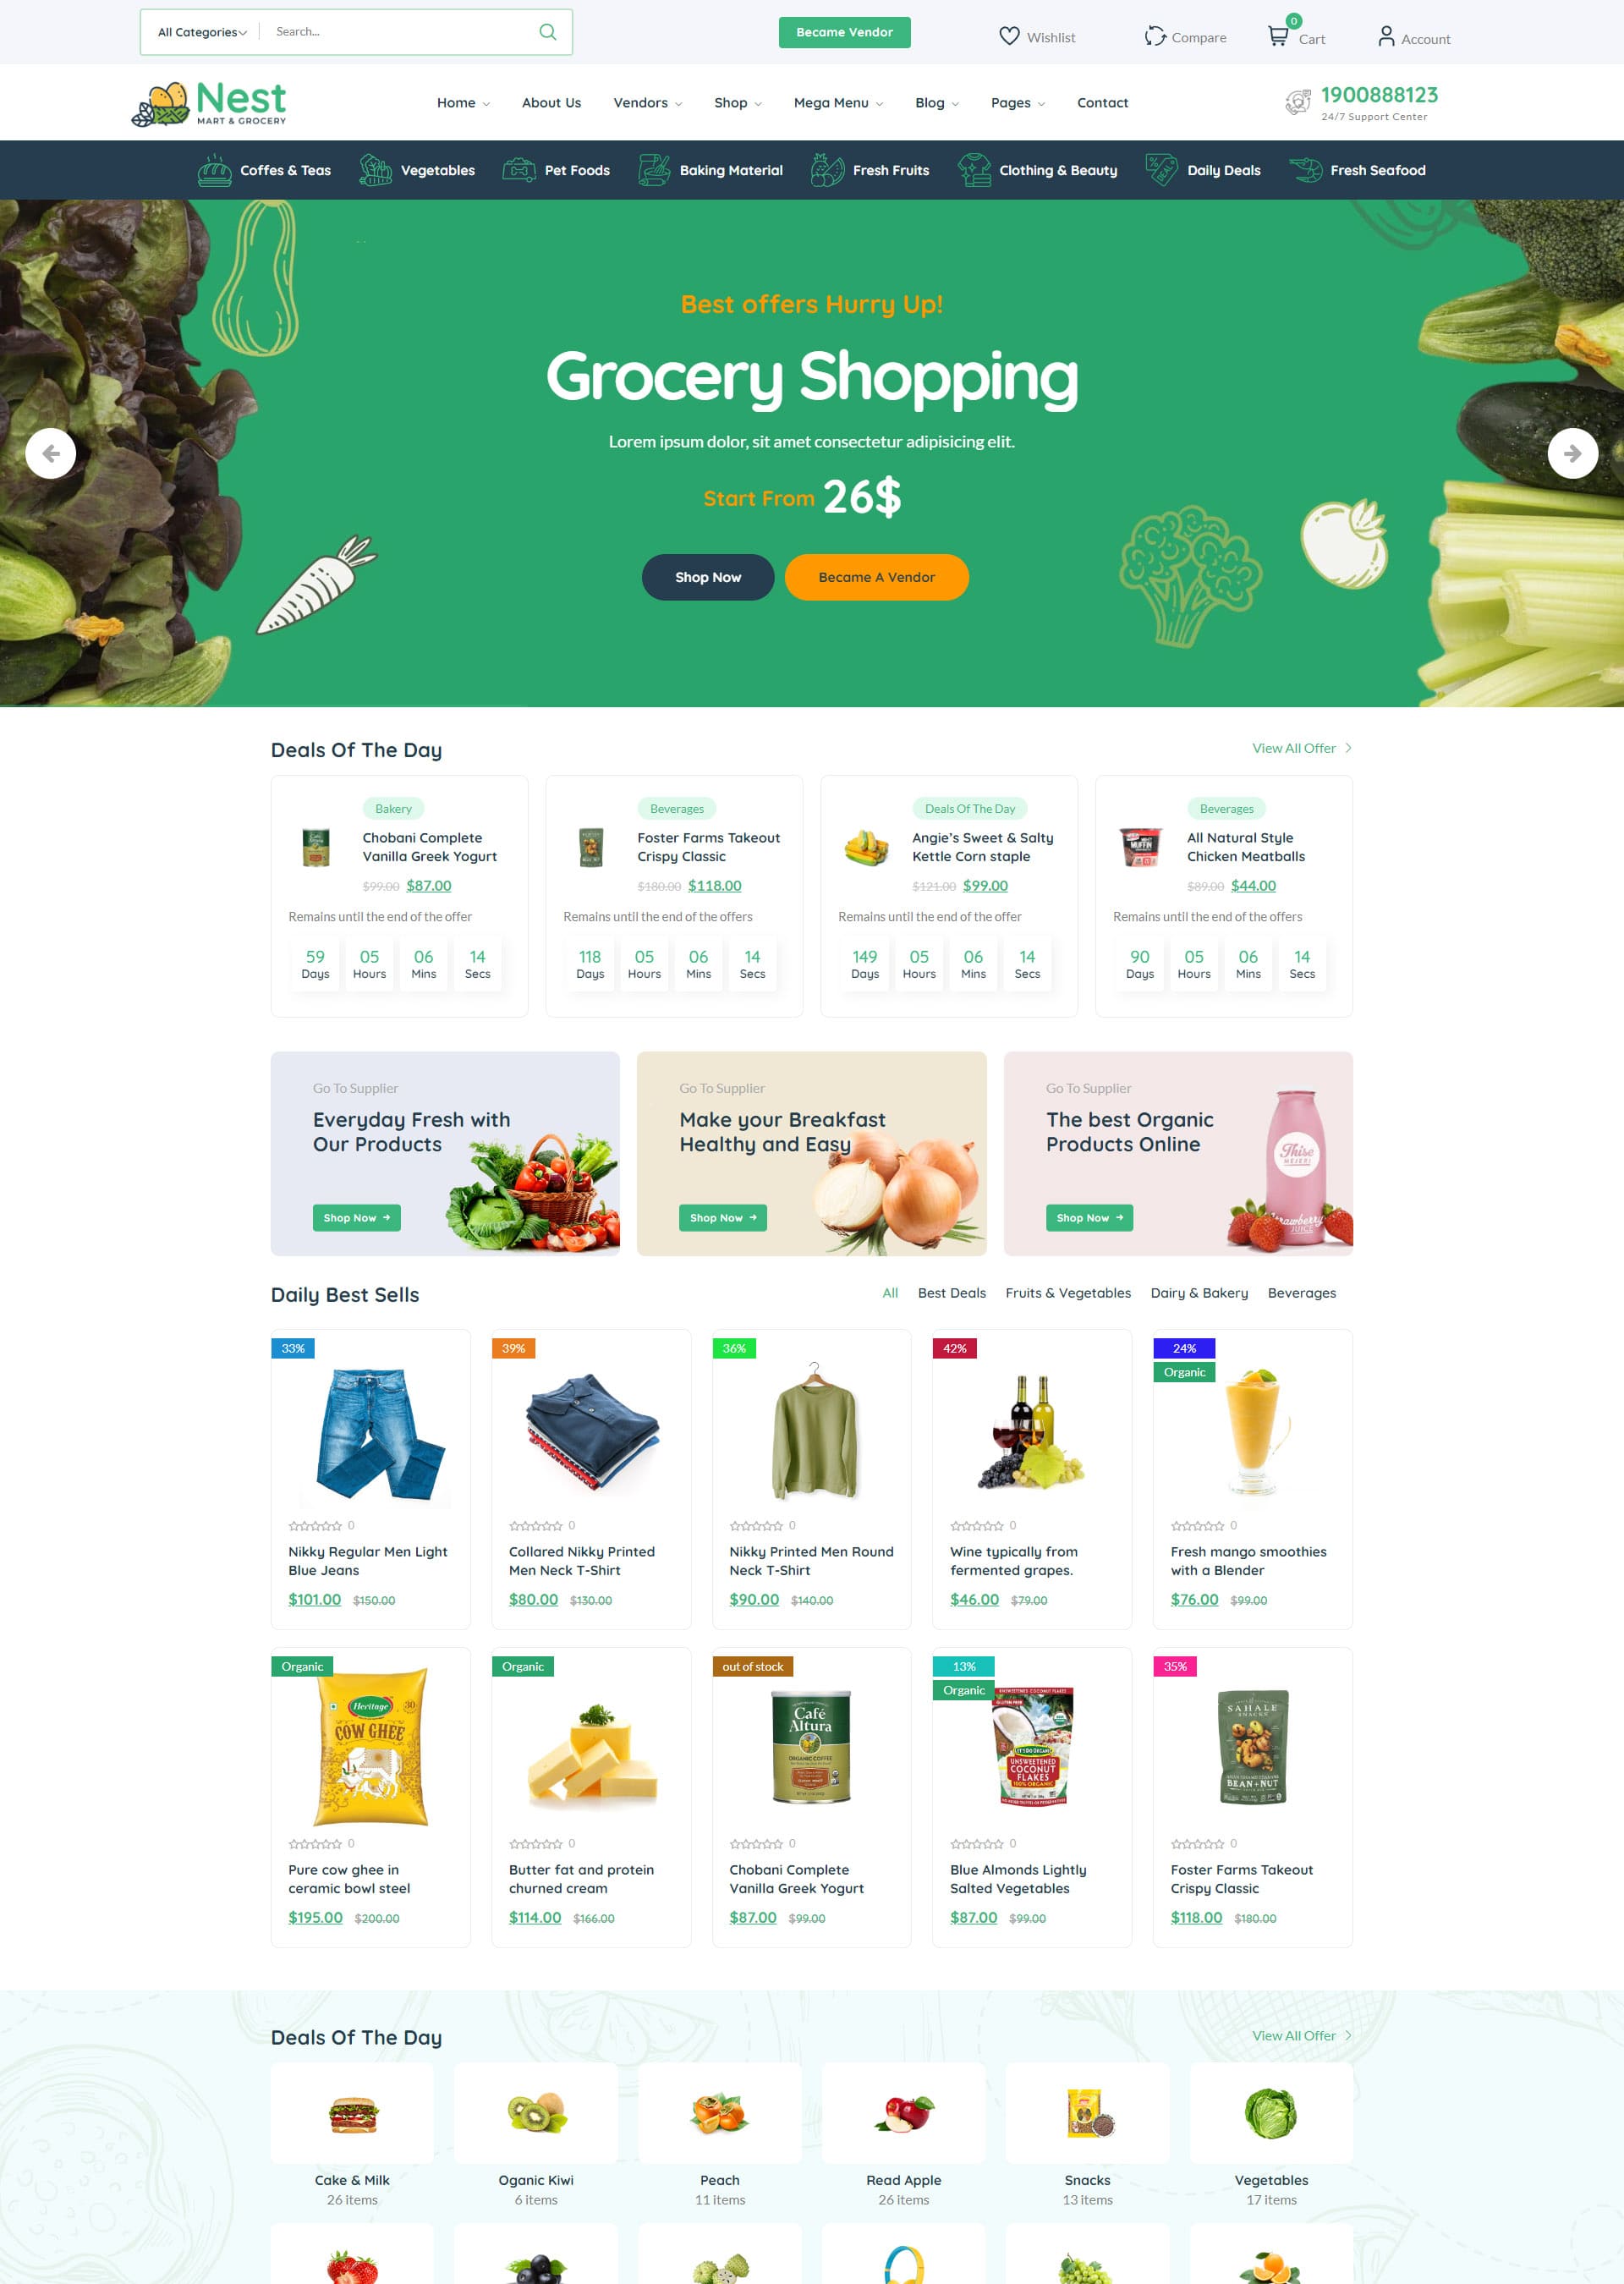 All Categories
Search...
Became Vendor
Wishlist
Compare
0
Cart
Account
Nest
MART & GROCERY
Home
About Us
Vendors
Shop
Mega Menu
Blog
Pages
Contact
1900888123
24/7 Support Center
Coffes & Teas
Vegetables
Pet Foods
Baking Material
Fresh Fruits
Clothing & Beauty
Daily Deals
Fresh Seafood
Best offers Hurry Up!
Grocery Shopping
Lorem ipsum dolor, sit amet consectetur adipisicing elit.
Start From 26$
Shop Now
Became A Vendor
Deals Of The Day
View All Offer
Bakery
Chobani Complete
Vanilla Greek Yogurt
$99.00 $87.00
Remains until the end of the offer
59 05 06 14
Days Hours Mins Secs
Beverages
Foster Farms Takeout
Crispy Classic
$180.00 $118.00
Remains until the end of the offers
118 05 06 14
Days Hours Mins Secs
Deals Of The Day
Angie's Sweet & Salty
Kettle Corn staple
$121.00 $99.00
Remains until the end of the offer
149 05 06 14
Days Hours Mins Secs
Beverages
All Natural Style
Chicken Meatballs
$89.00 $44.00
Remains until the end of the offers
90 05 06 14
Days Hours Mins Secs
Go To Supplier
Everyday Fresh with
Our Products
Shop Now
Go To Supplier
Make your Breakfast
Healthy and Easy
Shop Now
Go To Supplier
The best Organic
Products Online
Shop Now
Thise
MEJERI
JUICE
Daily Best Sells
All
Best Deals
Fruits & Vegetables
Dairy & Bakery
Beverages
33%
0
Nikky Regular Men Light
Blue Jeans
$101.00 $150.00
39%
0
Collared Nikky Printed
Men Neck T-Shirt
$80.00 $130.00
36%
0
Nikky Printed Men Round
Neck T-Shirt
$90.00 $140.00
42%
0
Wine typically from
fermented grapes.
$46.00 $79.00
24%
Organic
0
Fresh mango smoothies
with a Blender
$76.00 $99.00
Organic
Heritage
COW GHEE
0
Pure cow ghee in
ceramic bowl steel
$195.00 $200.00
Organic
0
Butter fat and protein
churned cream
$114.00 $166.00
out of stock
Café
Altura
ORGANIC COFFEE
0
Chobani Complete
Vanilla Greek Yogurt
$87.00 $99.00
13%
Organic
UNSWEETENED
COCONUT
FLAKES
100% ORGANIC
0
Blue Almonds Lightly
Salted Vegetables
$87.00 $99.00
35%
SAHALE
SNACKS
BEAN + NUT
0
Foster Farms Takeout
Crispy Classic
$118.00 $180.00
Deals Of The Day
View All Offer
Cake & Milk
26 items
Oganic Kiwi
6 items
Peach
11 items
Read Apple
26 items
Snacks
13 items
Vegetables
17 items